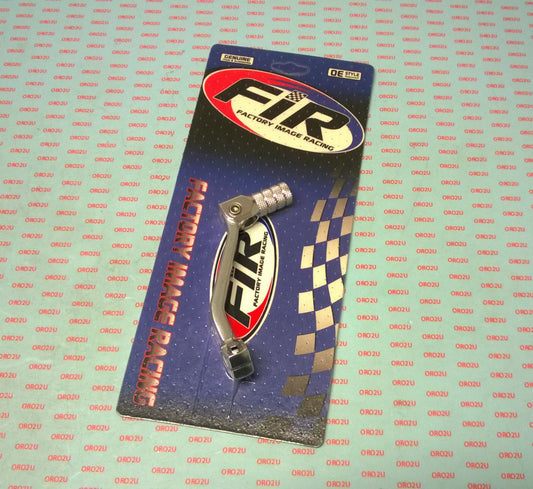 GENUINE
OE STYLE
FIR
FACTORY IMAGE RACING
FIR
FACTORY IMAGE RACING
FACTORY IMAGE RACING
ORO2U